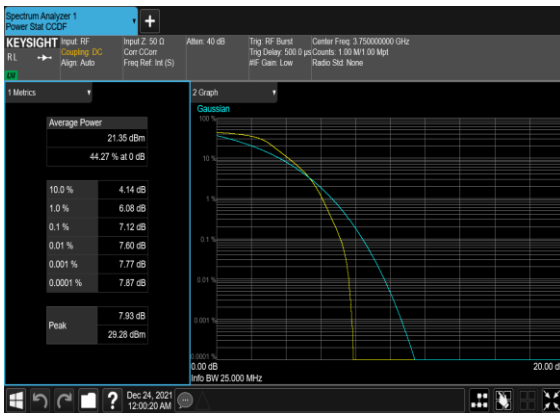 Spectrum Analyzer 1
Power Stat CCDF
+
KEYSIGHT
RL
LV
Input: RF
Coupling: DC
Align: Auto
Input Z: 50 Ω
Corr CCorr
Freq Ref: Int (S)
Atten: 40 dB
Trig: RF Burst
Trig Delay: 500.0 µs
#IF Gain: Low
Center Freq: 3.750000000 GHz
Counts: 1.00 M/1.00 Mpt
Radio Std: None
1 Metrics
Average Power
21.35 dBm
44.27 % at 0 dB
10.0 % 4.14 dB
1.0 % 6.08 dB
0.1 % 7.12 dB
0.01 % 7.60 dB
0.001 % 7.77 dB
0.0001 % 7.87 dB
Peak
7.93 dB
29.28 dBm
2 Graph
Gaussian
100 %
10 %
1 %
0.1 %
0.01 %
0.001 %
0.0001 %
0.00 dB
20.00 d
Info BW 25.000 MHz
?
Dec 24, 2021
12:00:20 AM